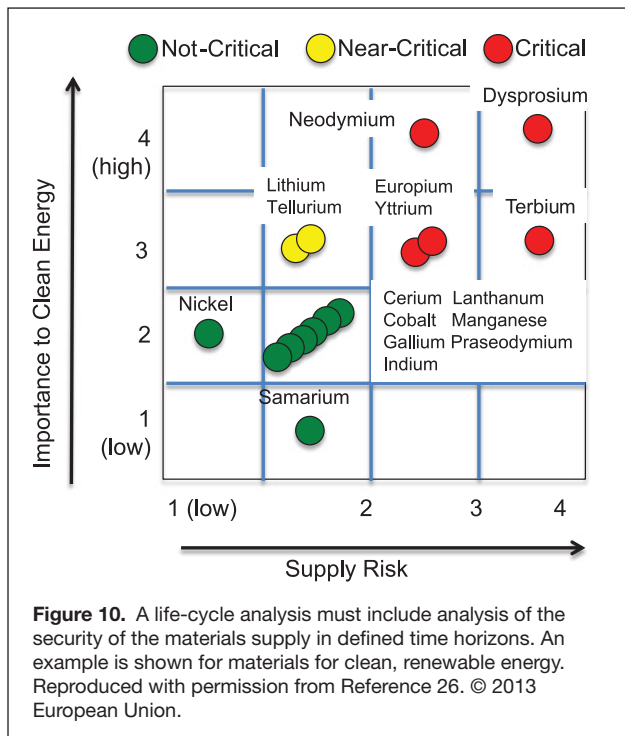 Not-Critical Near-Critical Critical
Importance to Clean Energy
4
(high)
3
2
1
(low)
Neodymium
Dysprosium
Lithium
Tellurium
Europium
Yttrium
Terbium
Nickel
Cerium Lanthanum
Cobalt Manganese
Gallium Praseodymium
Indium
Samarium
1 (low) 2 3 4
Supply Risk
Figure 10. A life-cycle analysis must include analysis of the
security of the materials supply in defined time horizons. An
example is shown for materials for clean, renewable energy.
Reproduced with permission from Reference 26. © 2013
European Union.